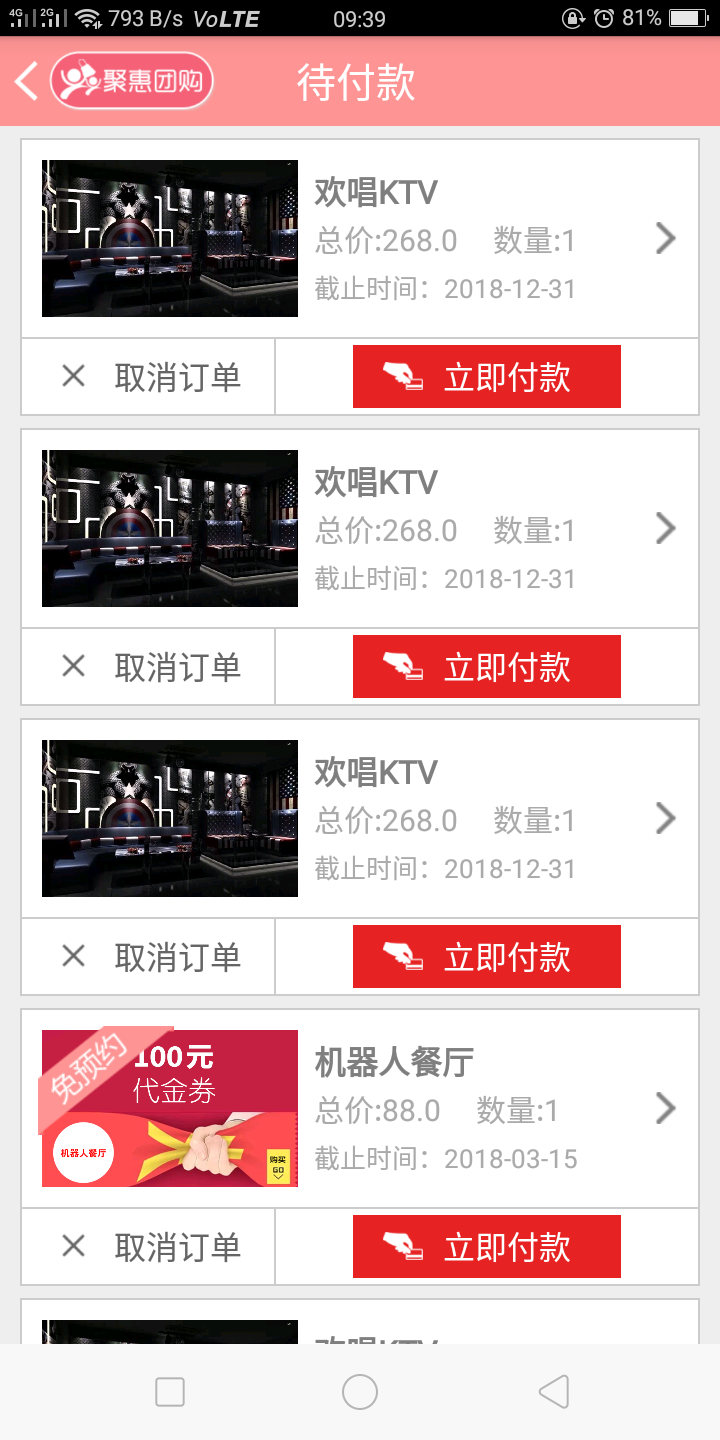 4G 2G 793 B/s VoLTE 09:39 81%
聚惠团购 待付款
欢唱KTV
总价:268.0 数量:1
截止时间：2018-12-31
取消订单 立即付款
欢唱KTV
总价:268.0 数量:1
截止时间：2018-12-31
取消订单 立即付款
欢唱KTV
总价:268.0 数量:1
截止时间：2018-12-31
取消订单 立即付款
免预约
100元
代金券
机器人餐厅
购买
GO
机器人餐厅
总价:88.0 数量:1
截止时间：2018-03-15
取消订单 立即付款
欢唱KTV